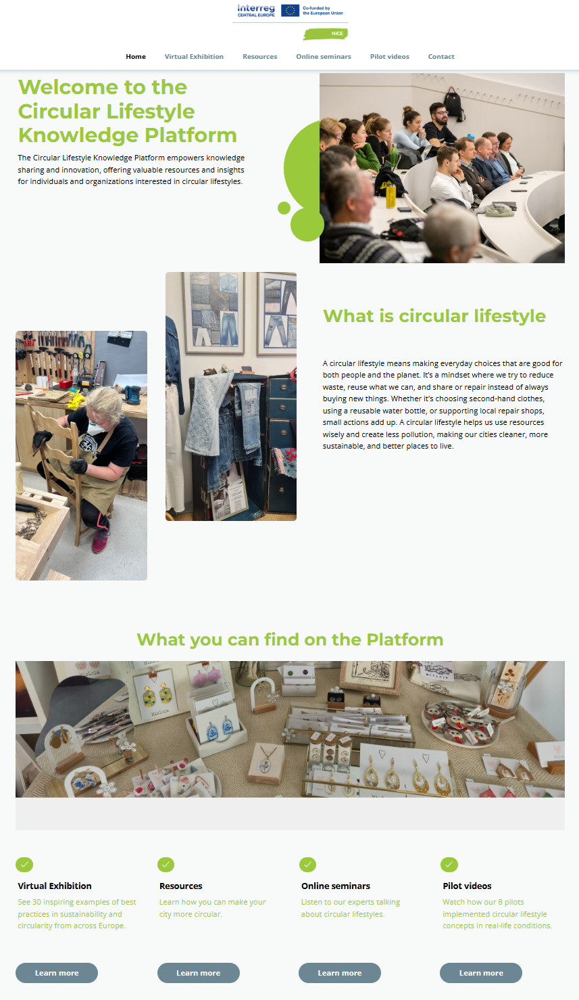 Interreg
CENTRAL EUROPE
Co-funded by
the European Union
NICE
Home
Virtual Exhibition
Resources
Online seminars
Pilot videos
Contact
Welcome to the
Circular Lifestyle
Knowledge Platform
The Circular Lifestyle Knowledge Platform empowers knowledge
sharing and innovation, offering valuable resources and insights
for individuals and organizations interested in circular lifestyles.
What is circular lifestyle
A circular lifestyle means making everyday choices that are good for
both people and the planet. It's a mindset where we try to reduce
waste, reuse what we can, and share or repair instead of always
buying new things. Whether it's choosing second-hand clothes,
using a reusable water bottle, or supporting local repair shops,
small actions add up. A circular lifestyle helps us use resources
wisely and create less pollution, making our cities cleaner, more
sustainable, and better places to live.
What you can find on the Platform
Virtual Exhibition
See 30 inspiring examples of best
practices in sustainability and
circularity from across Europe.
Learn more
Resources
Learn how you can make your
city more circular.
Learn more
Online seminars
Listen to our experts talking
about circular lifestyles.
Learn more
Pilot videos
Watch how our 8 pilots
implemented circular lifestyle
concepts in real-life conditions.
Learn more